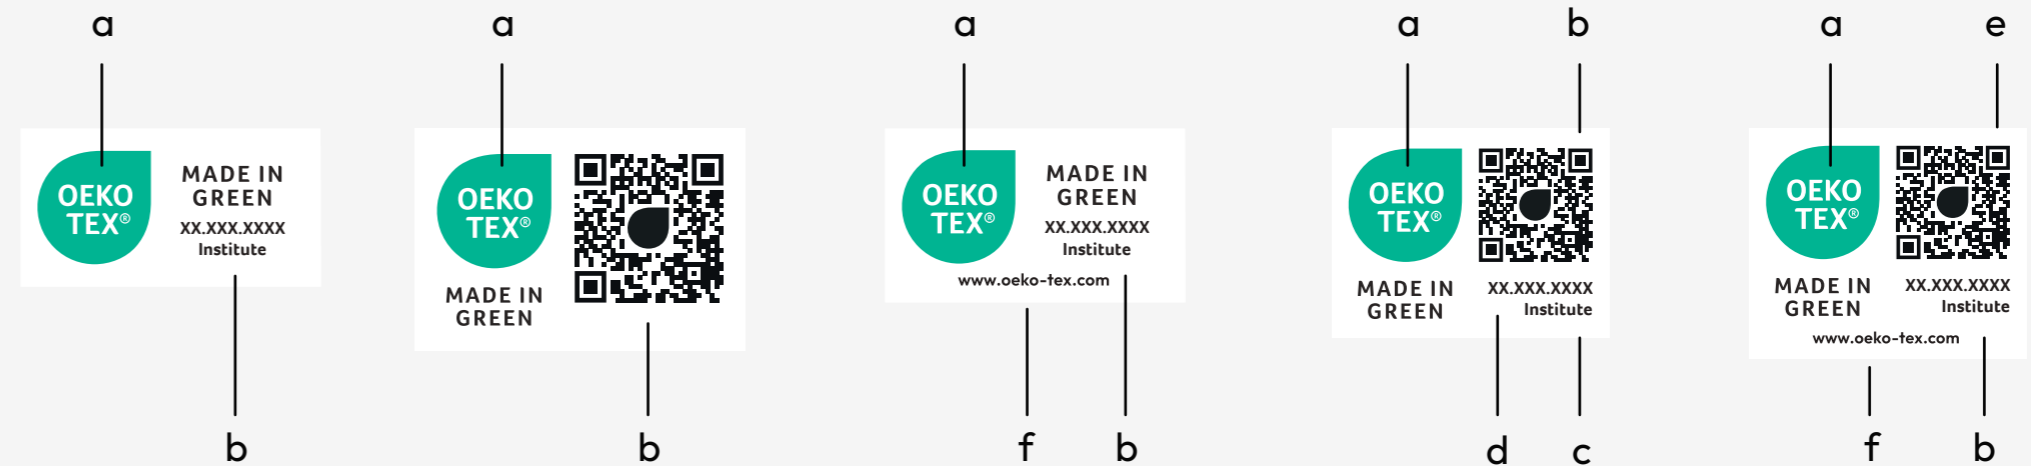 a a a a b a e
OEKO
TEX®
MADE IN
GREEN
XX.XXX.XXXX
Institute
OEKO
TEX®
MADE IN
GREEN
OEKO
TEX®
MADE IN
GREEN
XX.XXX.XXXX
Institute
www.oeko-tex.com
OEKO
TEX®
MADE IN
GREEN
XX.XXX.XXXX
Institute
OEKO
TEX®
MADE IN
GREEN
XX.XXX.XXXX
Institute
www.oeko-tex.com
b b f b d c f b